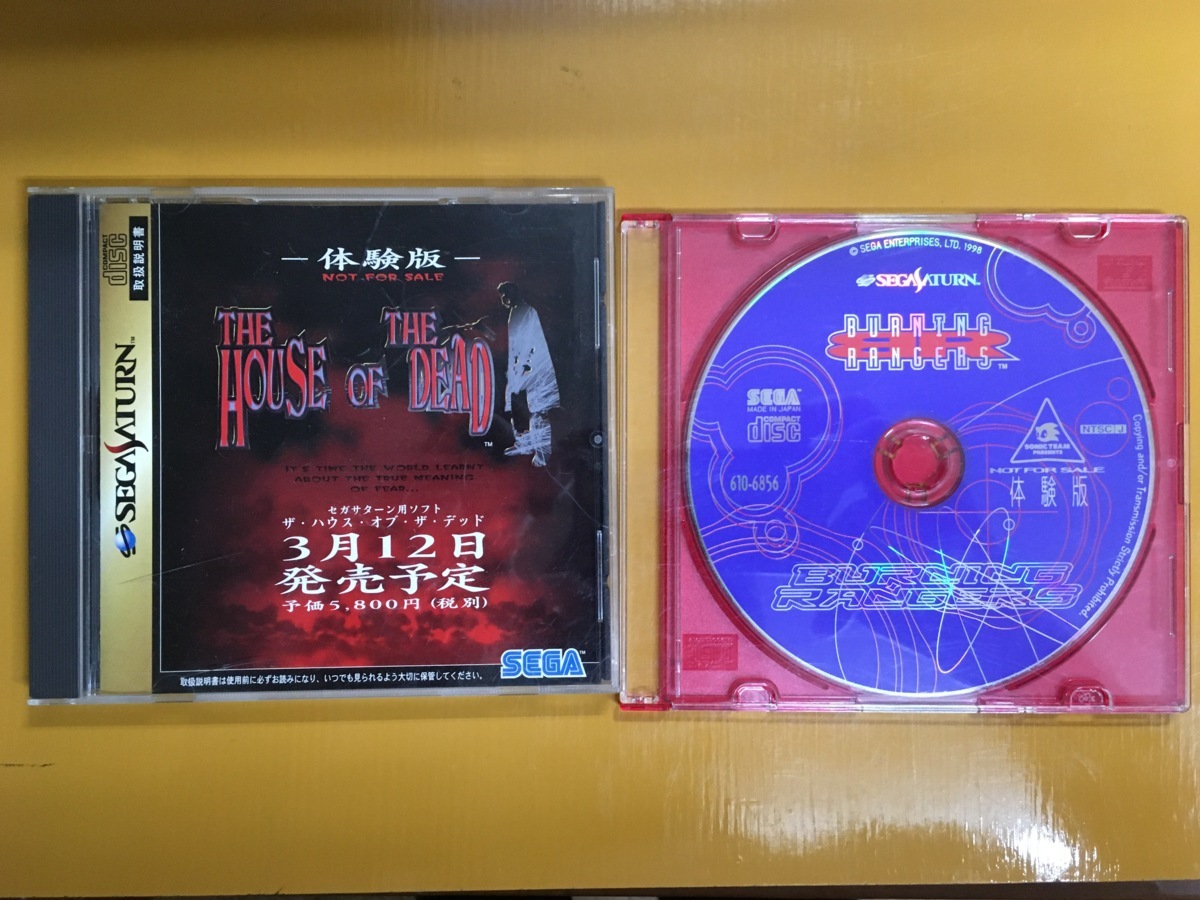 COMPACT
disc
取扱説明書
SEGASATURN™
−体験版−
NOT FOR SALE
THE HOUSE OF THE DEAD™
IT'S TIME THE WORLD LEARNT
ABOUT THE TRUE MEANING
OF FEAR...
セガサターン用ソフト
ザ・ハウス・オブ・ザ・デッド
3月12日
発売予定
予価5,800円(税別)
SEGA™
取扱説明書は使用前に必ずお読みになり、いつでも見られるよう大切に保管してください。
© SEGA ENTERPRISES, LTD. 1998
SEGASATURN™
BURNING
RANGERS™
SEGA™
MADE IN JAPAN
COMPACT
disc
610-6856
SONIC TEAM
PRESENTS
NTSC J
NOT FOR SALE
体験版
BURNING
RANGERS
Copying and/or Transmission Strictly Prohibited.